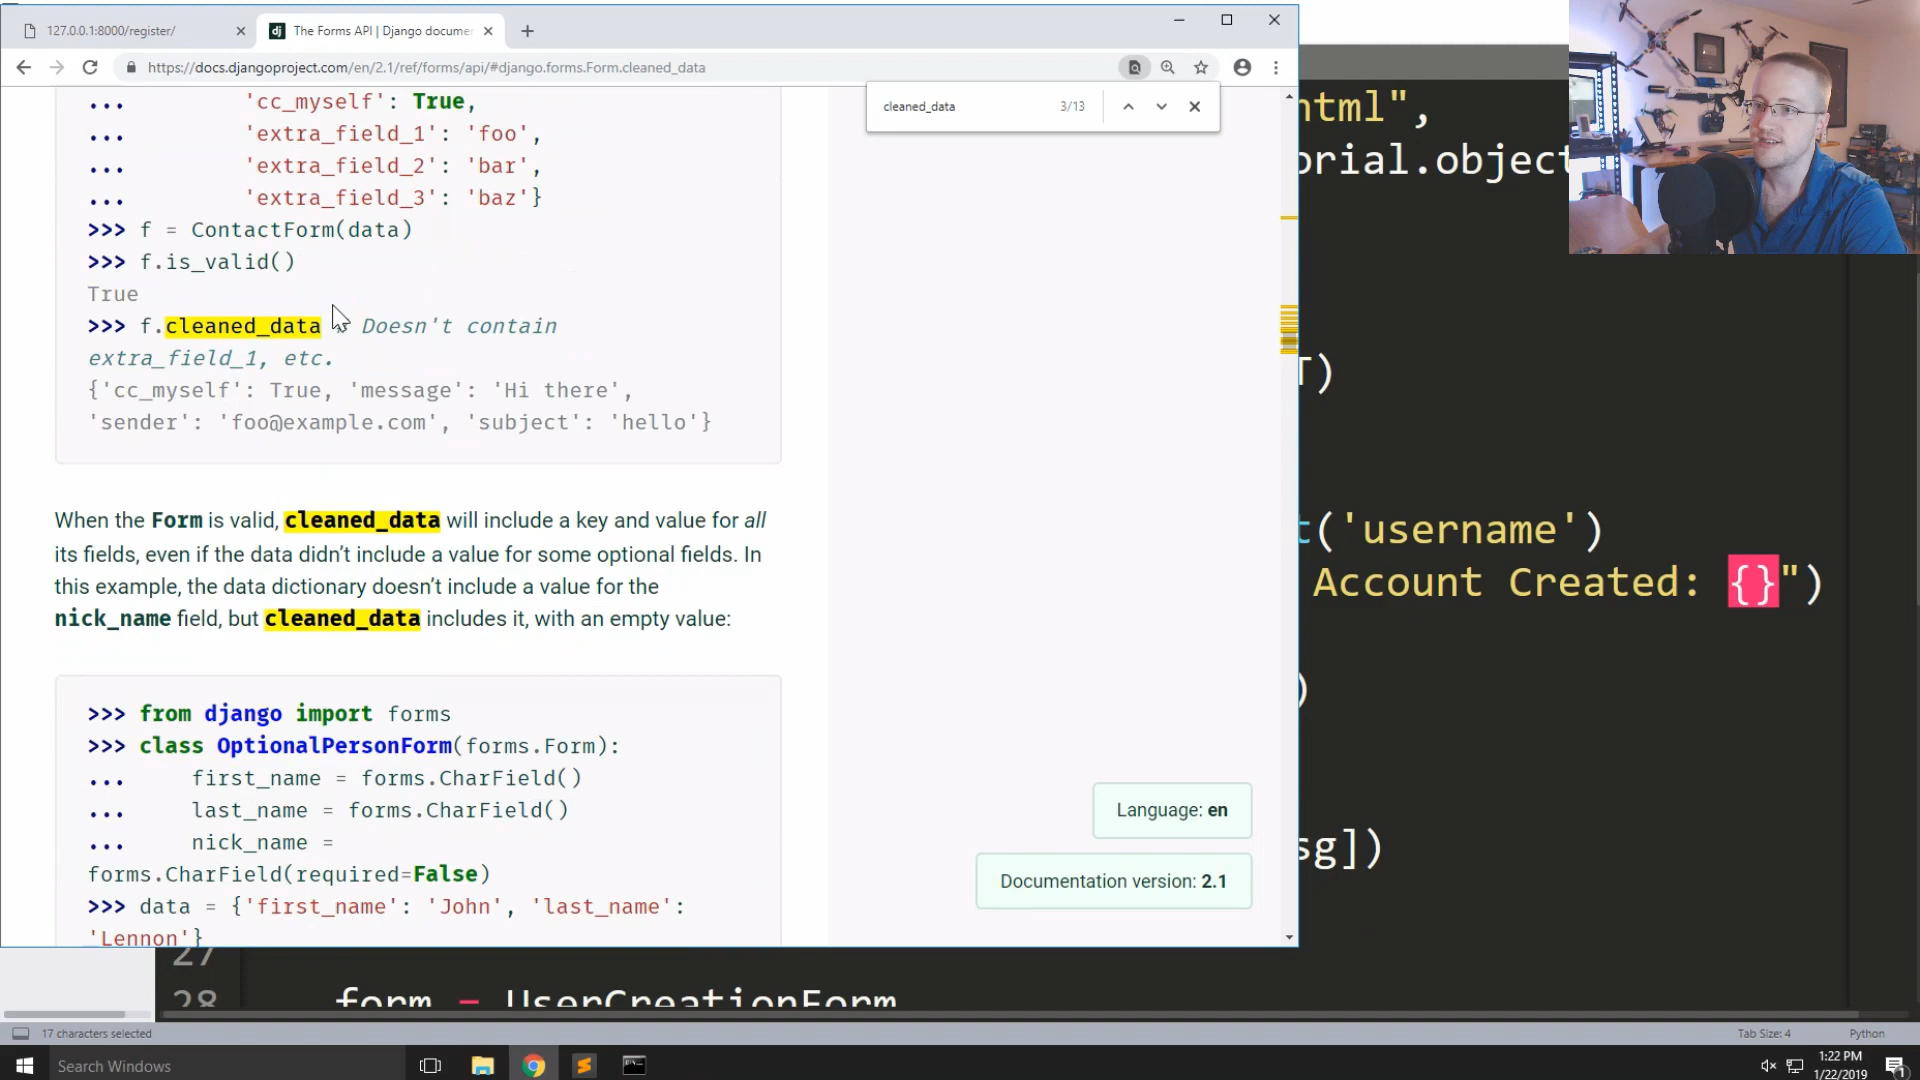 127.0.0.1:8000/register/
The Forms API | Django docume
https://docs.djangoproject.com/en/2.1/ref/forms/api/#django.forms.Form.cleaned_data
cleaned_data 3/13
... 'cc_myself': True,
... 'extra_field_1': 'foo',
... 'extra_field_2': 'bar',
... 'extra_field_3': 'baz'}
>>> f = ContactForm(data)
>>> f.is_valid()
True
>>> f.cleaned_data # Doesn't contain
extra_field_1, etc.
{'cc_myself': True, 'message': 'Hi there',
'sender': 'foo@example.com', 'subject': 'hello'}
When the Form is valid, cleaned_data will include a key and value for all
its fields, even if the data didn’t include a value for some optional fields. In
this example, the data dictionary doesn’t include a value for the
nick_name field, but cleaned_data includes it, with an empty value:
>>> from django import forms
>>> class OptionalPersonForm(forms.Form):
... first_name = forms.CharField()
... last_name = forms.CharField()
... nick_name =
forms.CharField(required=False)
>>> data = {'first_name': 'John', 'last_name':
'Lennon'}
Language: en
Documentation version: 2.1
html",
orial.object
T)
t('username')
Account Created: {}")
)
sg])
27
28 form = UserCreationForm
17 characters selected
Tab Size: 4
Python
Search Windows
1:22 PM
1/22/2019